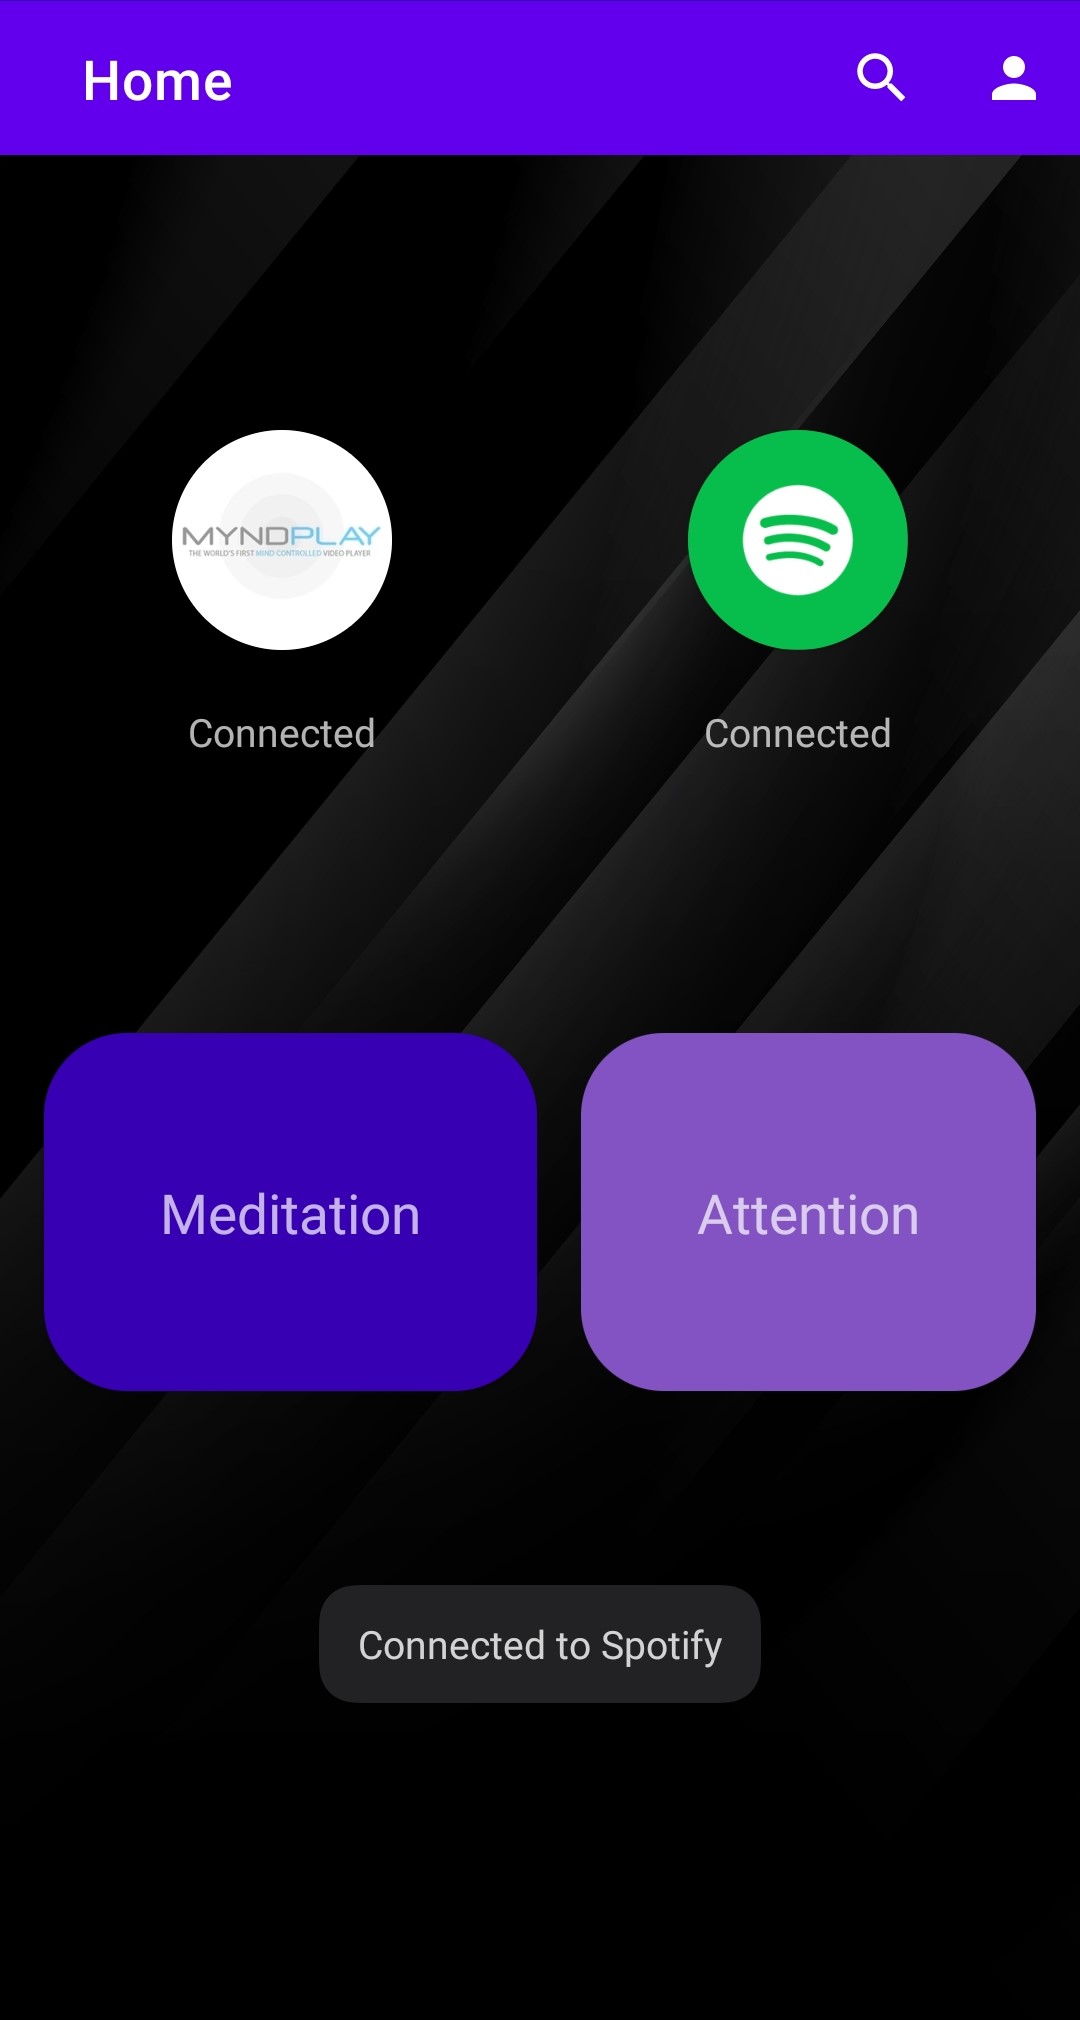 Home
MYNDPLAY
THE WORLD'S FIRST MIND CONTROLLED VIDEO PLAYER
Connected
Connected
Meditation
Attention
Connected to Spotify